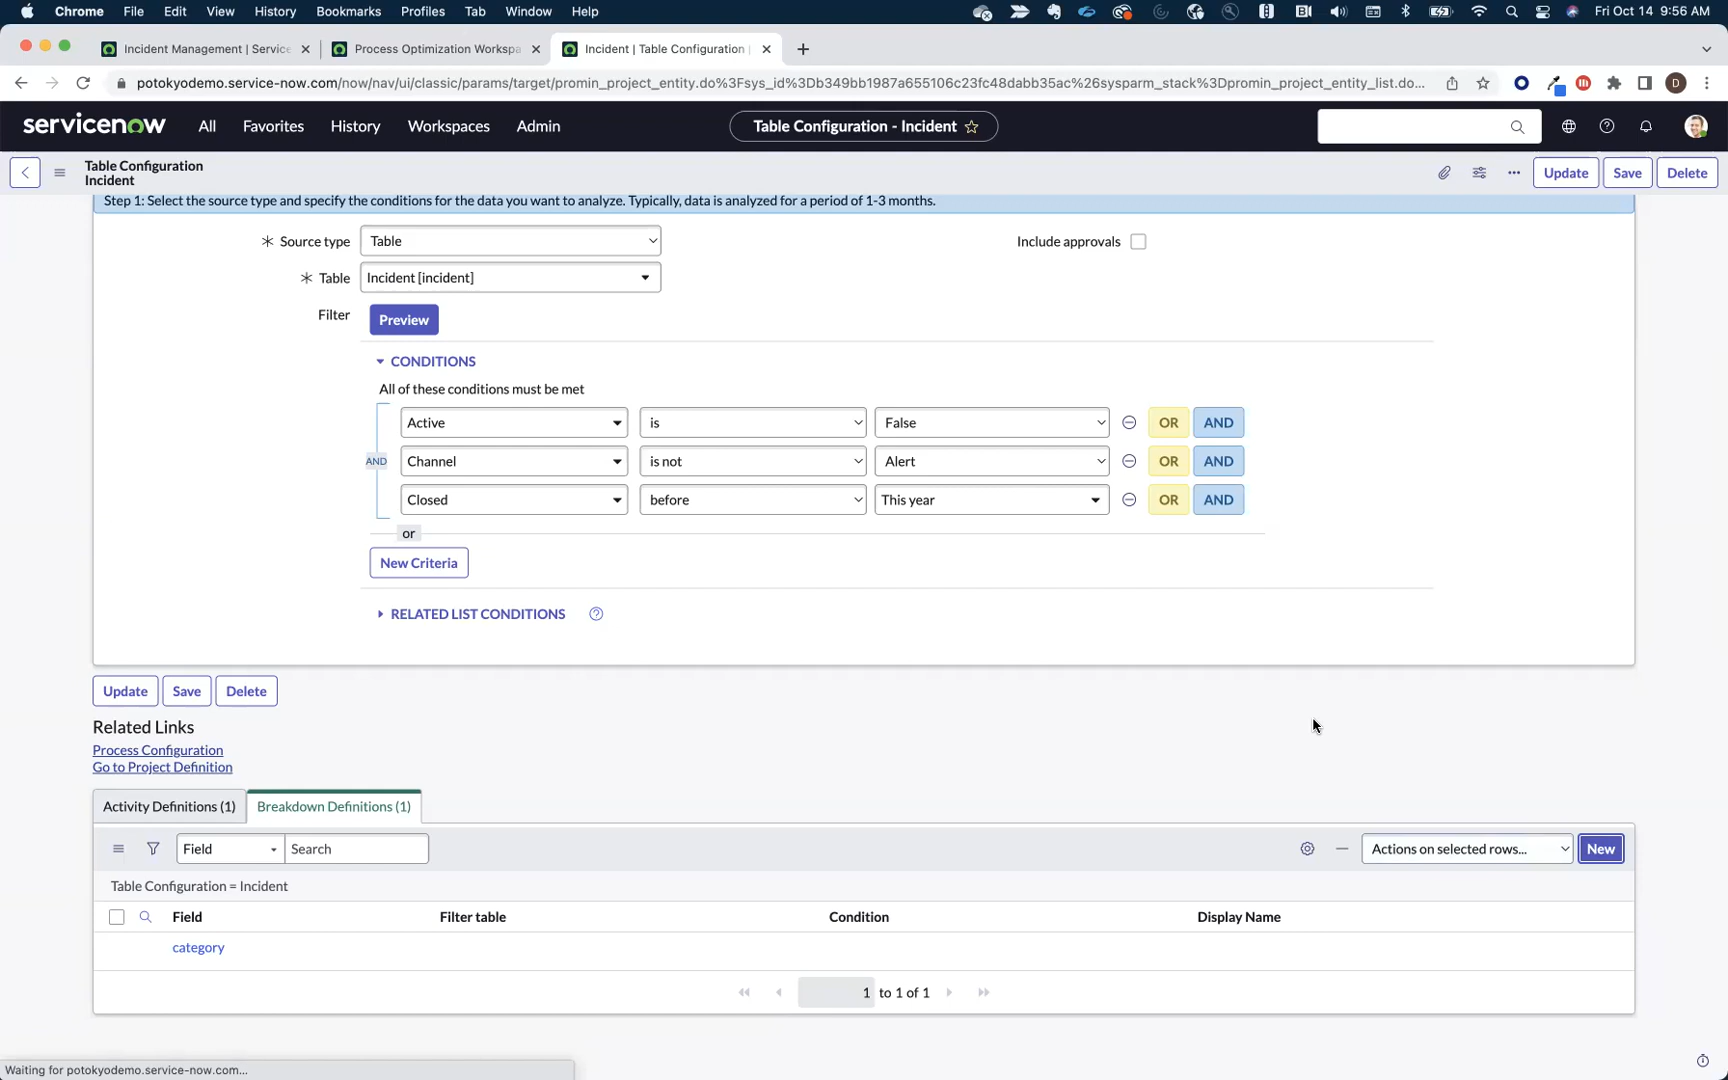 Chrome File Edit View History Bookmarks Profiles Tab Window Help Fri Oct 14 9:56 AM
Incident Management | Service Process Optimization Workspa Incident | Table Configuration |
potokyodemo.service-now.com/now/nav/ui/classic/params/target/promin_project_entity.do%3Fsys_id%3Db349bb1987a655106c23fc48dabb35ac%26sysparm_stack%3Dpromin_project_entity_list.do... D
servicenow All Favorites History Workspaces Admin Table Configuration - Incident
Table Configuration
Incident
Update Save Delete
Step 1: Select the source type and specify the conditions for the data you want to analyze. Typically, data is analyzed for a period of 1-3 months.
Source type Table Include approvals
Table Incident [incident]
Filter Preview
CONDITIONS
All of these conditions must be met
Active is False OR AND
AND Channel is not Alert OR AND
Closed before This year OR AND
or
New Criteria
RELATED LIST CONDITIONS
Update Save Delete
Related Links
Process Configuration
Go to Project Definition
Activity Definitions (1) Breakdown Definitions (1)
Field Search Actions on selected rows... New
Table Configuration = Incident
Field Filter table Condition Display Name
category
1 to 1 of 1
Waiting for potokyodemo.service-now.com...